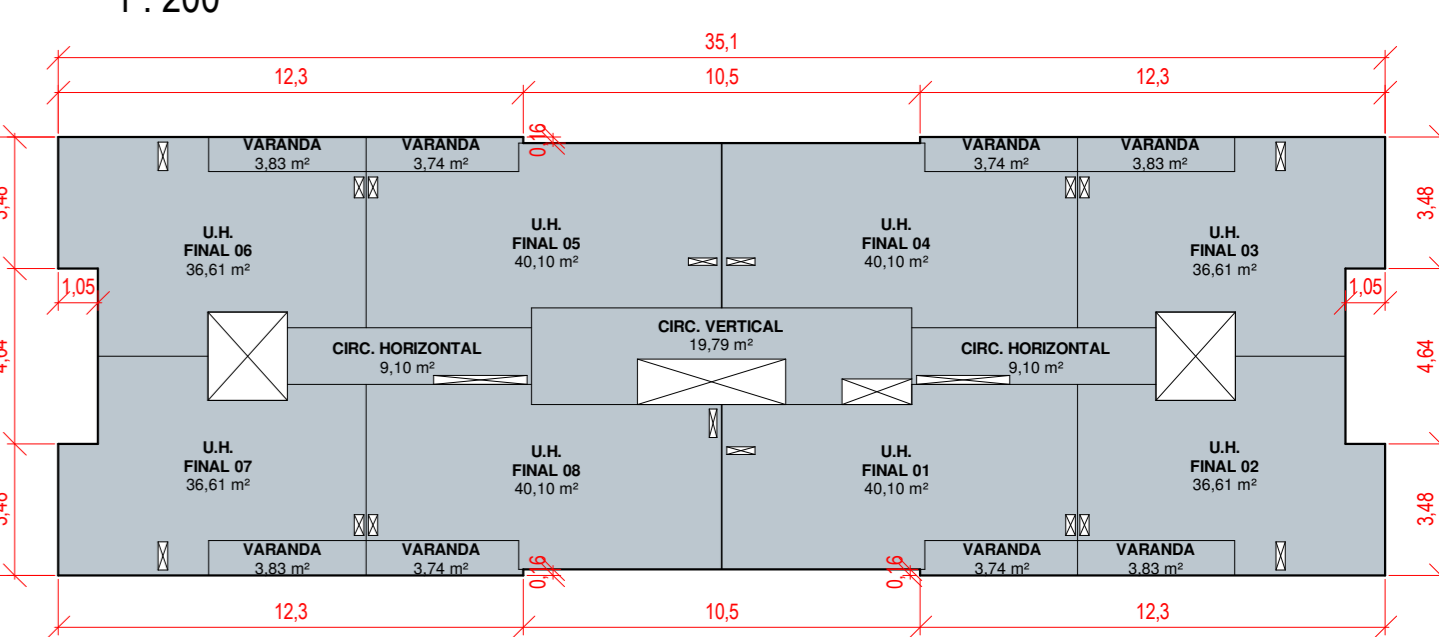 1 : 200
35,1
12,3
10,5
12,3
0,16
VARANDA
3,83 m²
VARANDA
3,74 m²
VARANDA
3,74 m²
VARANDA
3,83 m²
3,48
U.H.
FINAL 06
36,61 m²
U.H.
FINAL 05
40,10 m²
U.H.
FINAL 04
40,10 m²
U.H.
FINAL 03
36,61 m²
1,05
1,05
CIRC. HORIZONTAL
9,10 m²
CIRC. VERTICAL
19,79 m²
CIRC. HORIZONTAL
9,10 m²
4,64
U.H.
FINAL 07
36,61 m²
U.H.
FINAL 08
40,10 m²
U.H.
FINAL 01
40,10 m²
U.H.
FINAL 02
36,61 m²
3,48
VARANDA
3,83 m²
VARANDA
3,74 m²
0,16
0,16
VARANDA
3,74 m²
VARANDA
3,83 m²
12,3
10,5
12,3